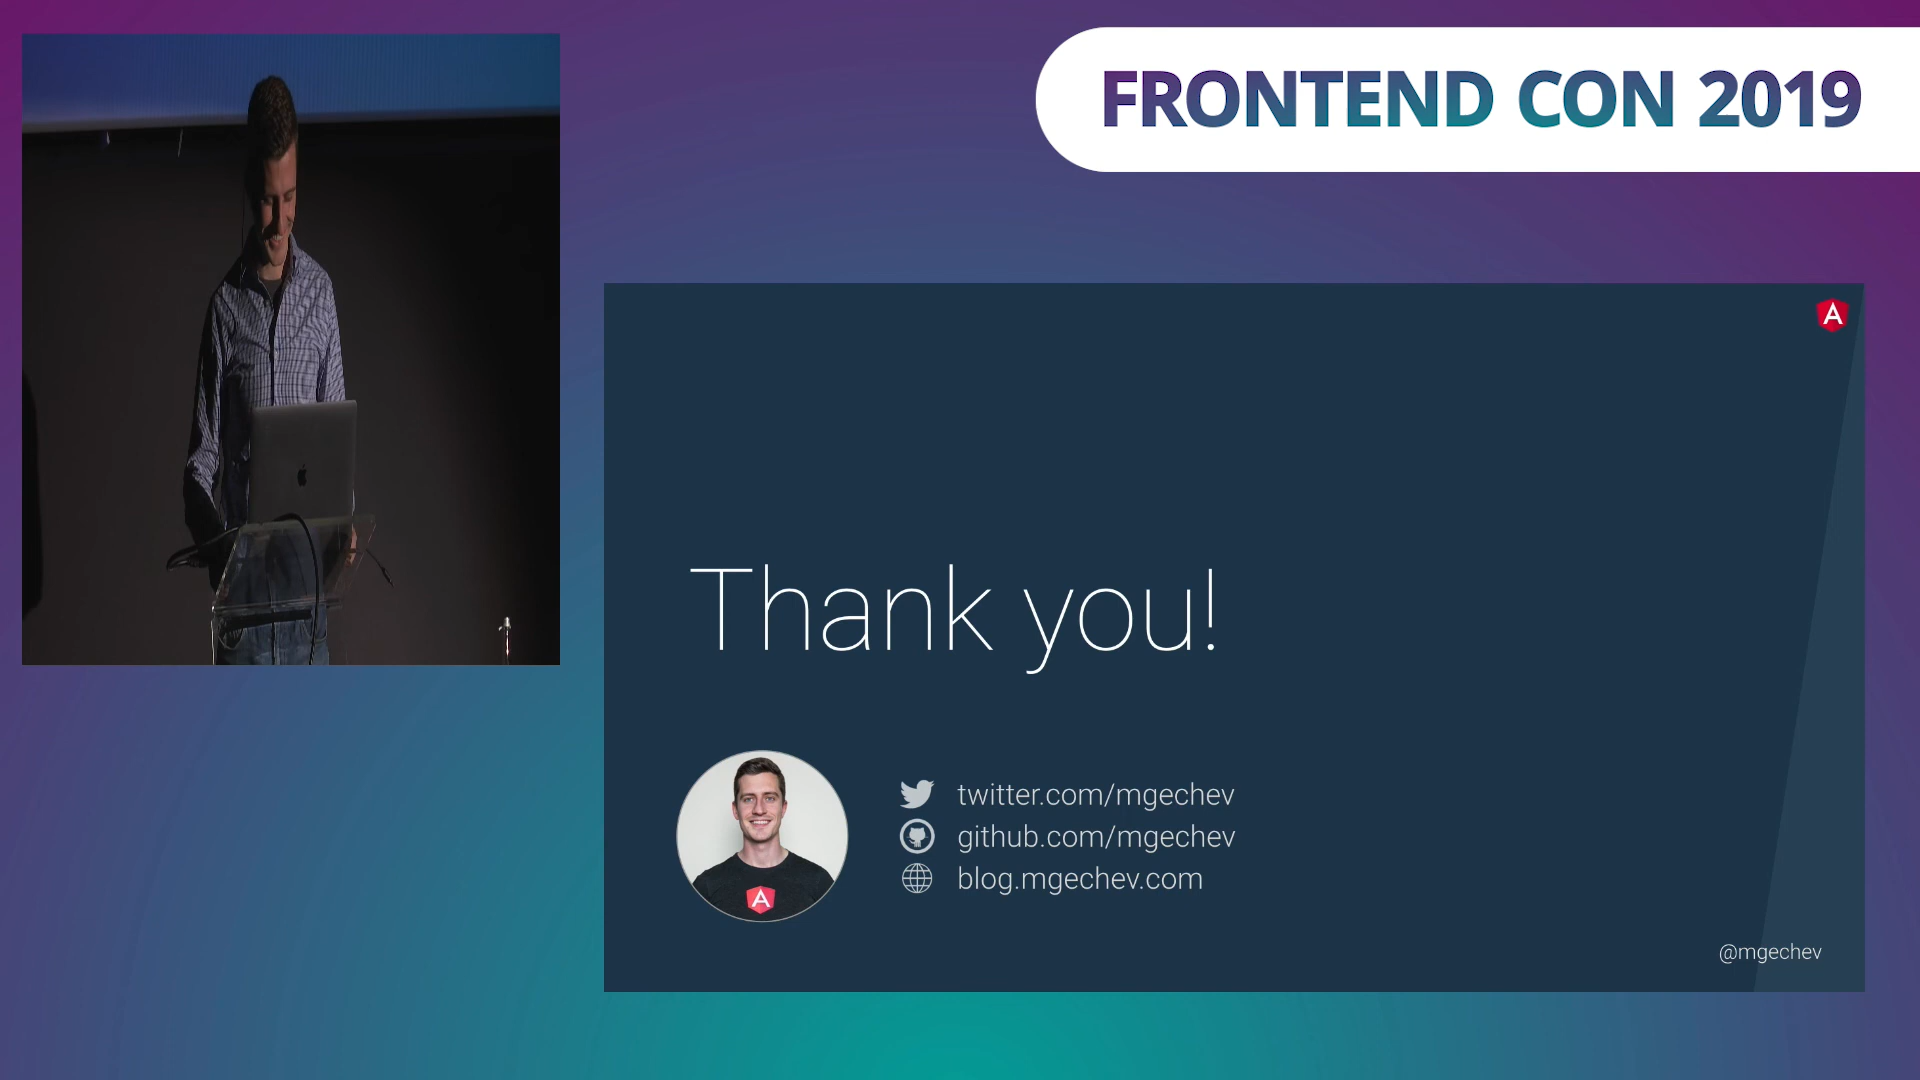 FRONTEND CON 2019
Thank you!
twitter.com/mgechev
github.com/mgechev
blog.mgechev.com
@mgechev